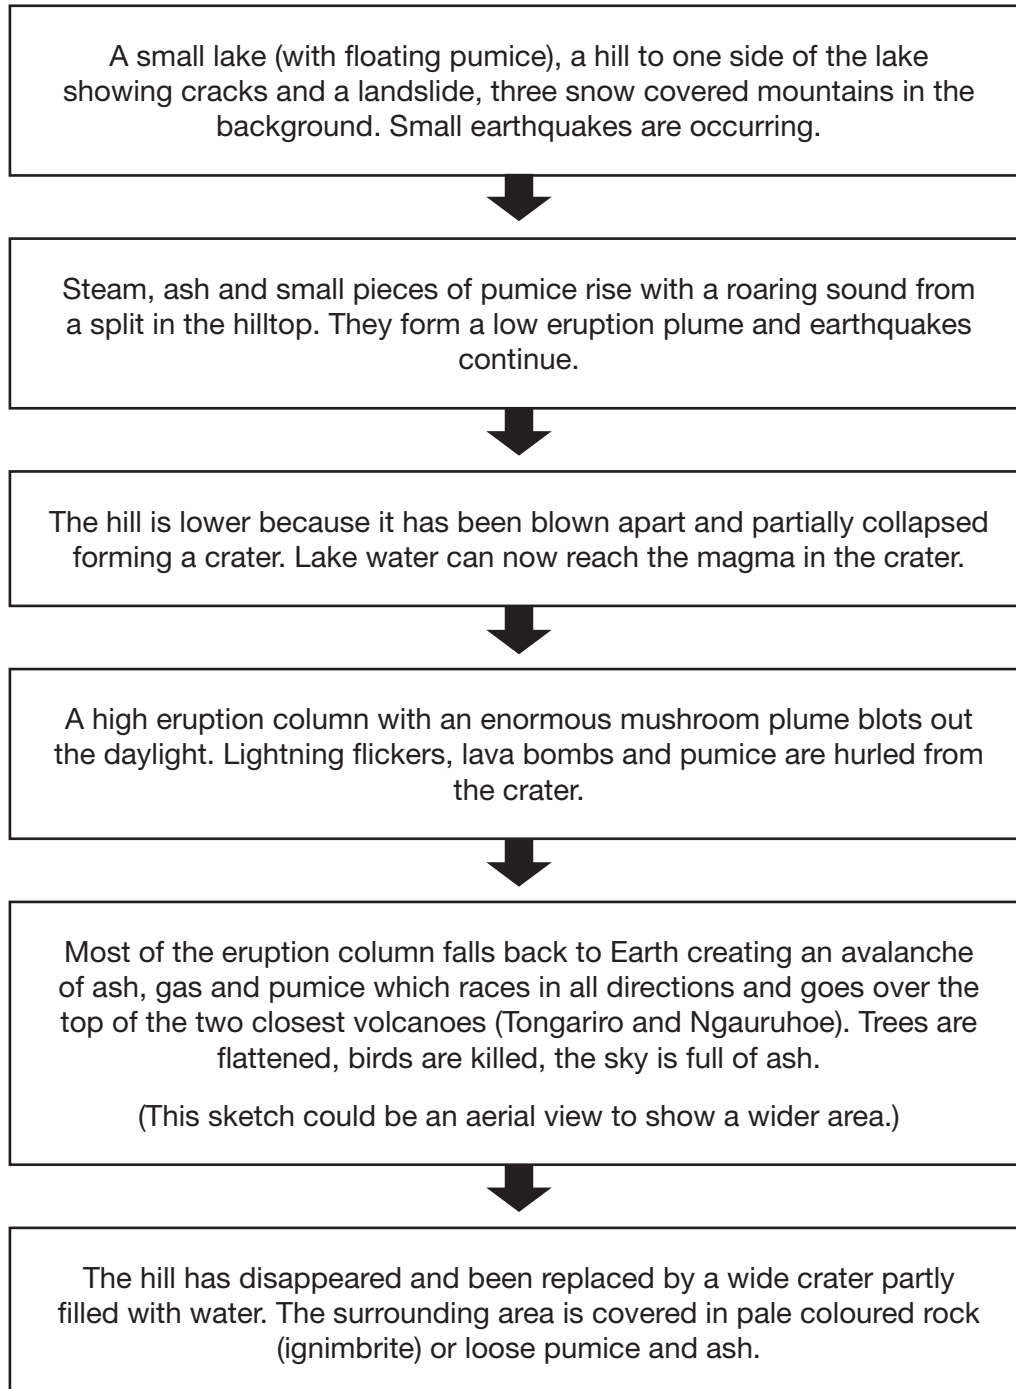 A small lake (with floating pumice), a hill to one side of the lake
showing cracks and a landslide, three snow covered mountains in the
background. Small earthquakes are occurring.
Steam, ash and small pieces of pumice rise with a roaring sound from
a split in the hilltop. They form a low eruption plume and earthquakes
continue.
The hill is lower because it has been blown apart and partially collapsed
forming a crater. Lake water can now reach the magma in the crater.
A high eruption column with an enormous mushroom plume blots out
the daylight. Lightning flickers, lava bombs and pumice are hurled from
the crater.
Most of the eruption column falls back to Earth creating an avalanche
of ash, gas and pumice which races in all directions and goes over the
top of the two closest volcanoes (Tongariro and Ngauruhoe). Trees are
flattened, birds are killed, the sky is full of ash.
(This sketch could be an aerial view to show a wider area.)
The hill has disappeared and been replaced by a wide crater partly
filled with water. The surrounding area is covered in pale coloured rock
(ignimbrite) or loose pumice and ash.